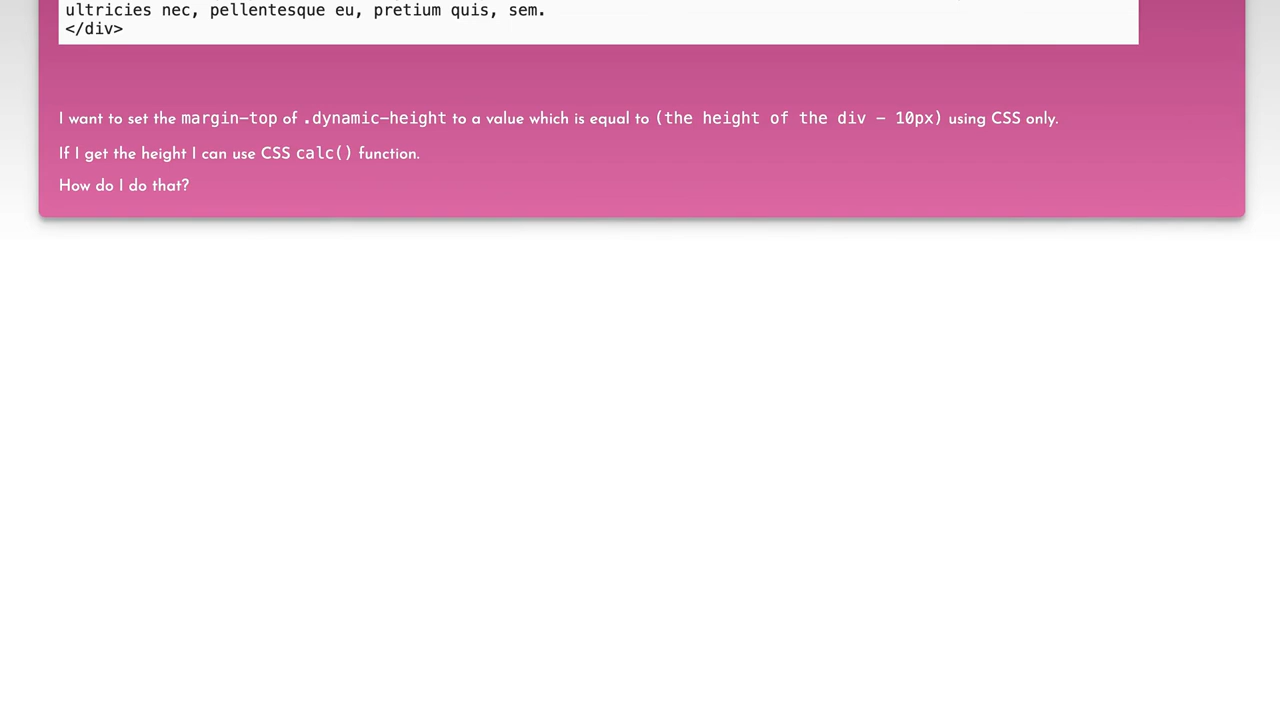 ultricies nec, pellentesque eu, pretium quis, sem.
</div>
I want to set the margin-top of .dynamic-height to a value which is equal to (the height of the div - 10px) using CSS only.
If I get the height I can use CSS calc() function.
How do I do that?